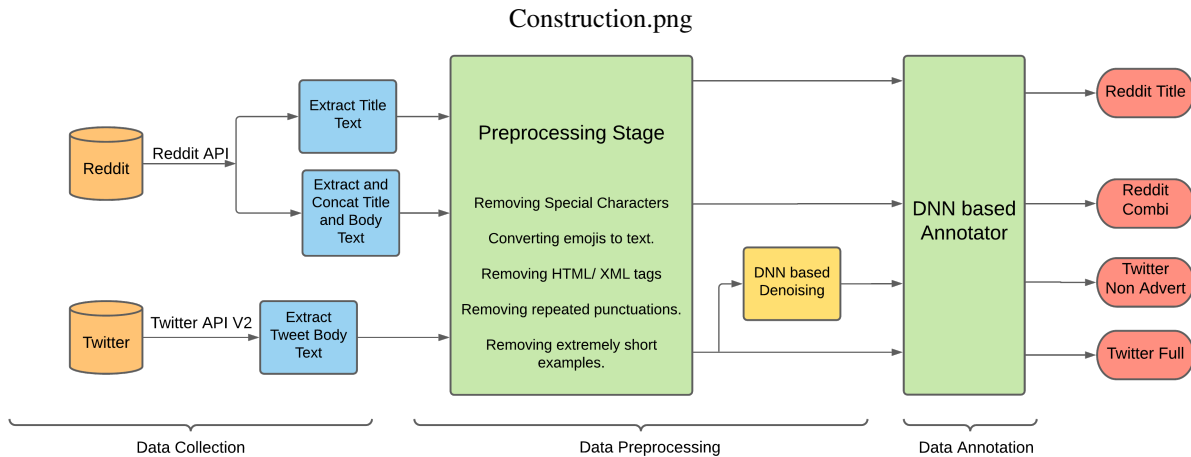 Construction.png
Reddit
Reddit API
Extract Title
Text
Extract and
Concat Title
and Body
Text
Twitter
Twitter API V2
Extract
Tweet Body
Text
Preprocessing Stage
Removing Special Characters
Converting emojis to text.
Removing HTML/ XML tags
Removing repeated punctuations.
Removing extremely short
examples.
DNN based
Denoising
DNN based
Annotator
Reddit Title
Reddit
Combi
Twitter
Non Advert
Twitter Full
Data Collection
Data Preprocessing
Data Annotation